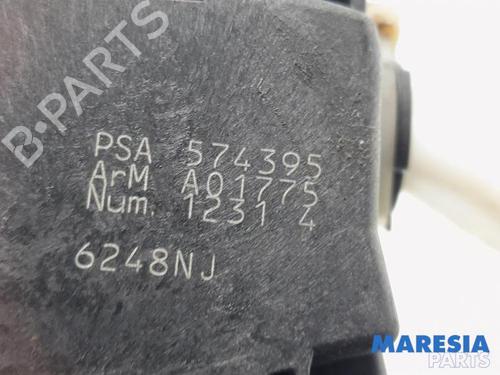 PSA 574395
ArM A01775
Num. 1231 4
6248NJ
B-PARTS
MARESIA
PARTS